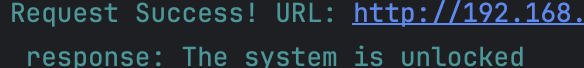 Request Success! URL: http://192.168.
response: The system is unlocked